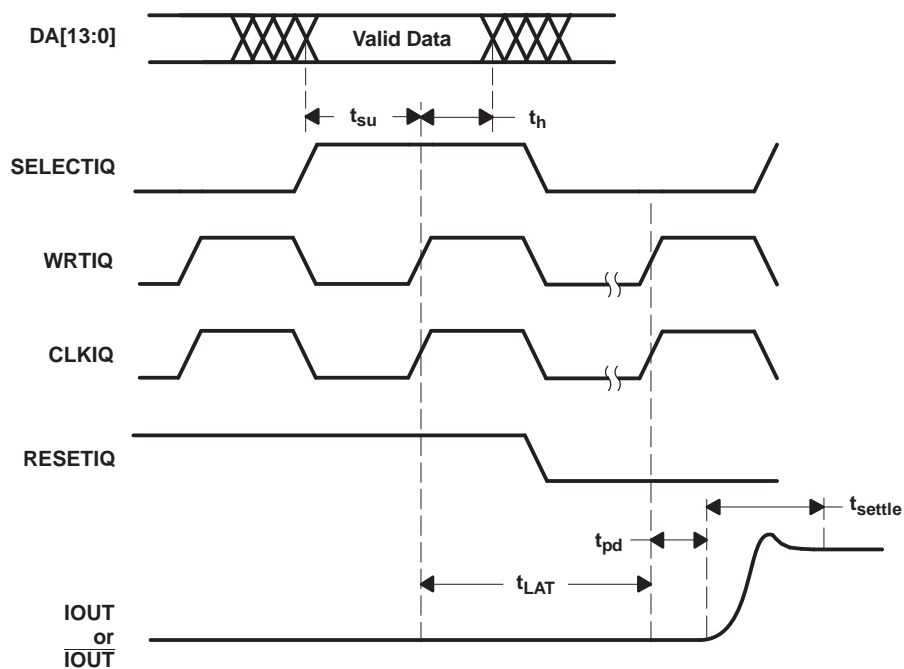 DA[13:0]
Valid Data
tsu
th
SELECTIQ
WRTIQ
CLKIQ
RESETIQ
tsettle
tpd
tLAT
IOUT
or
IOUT